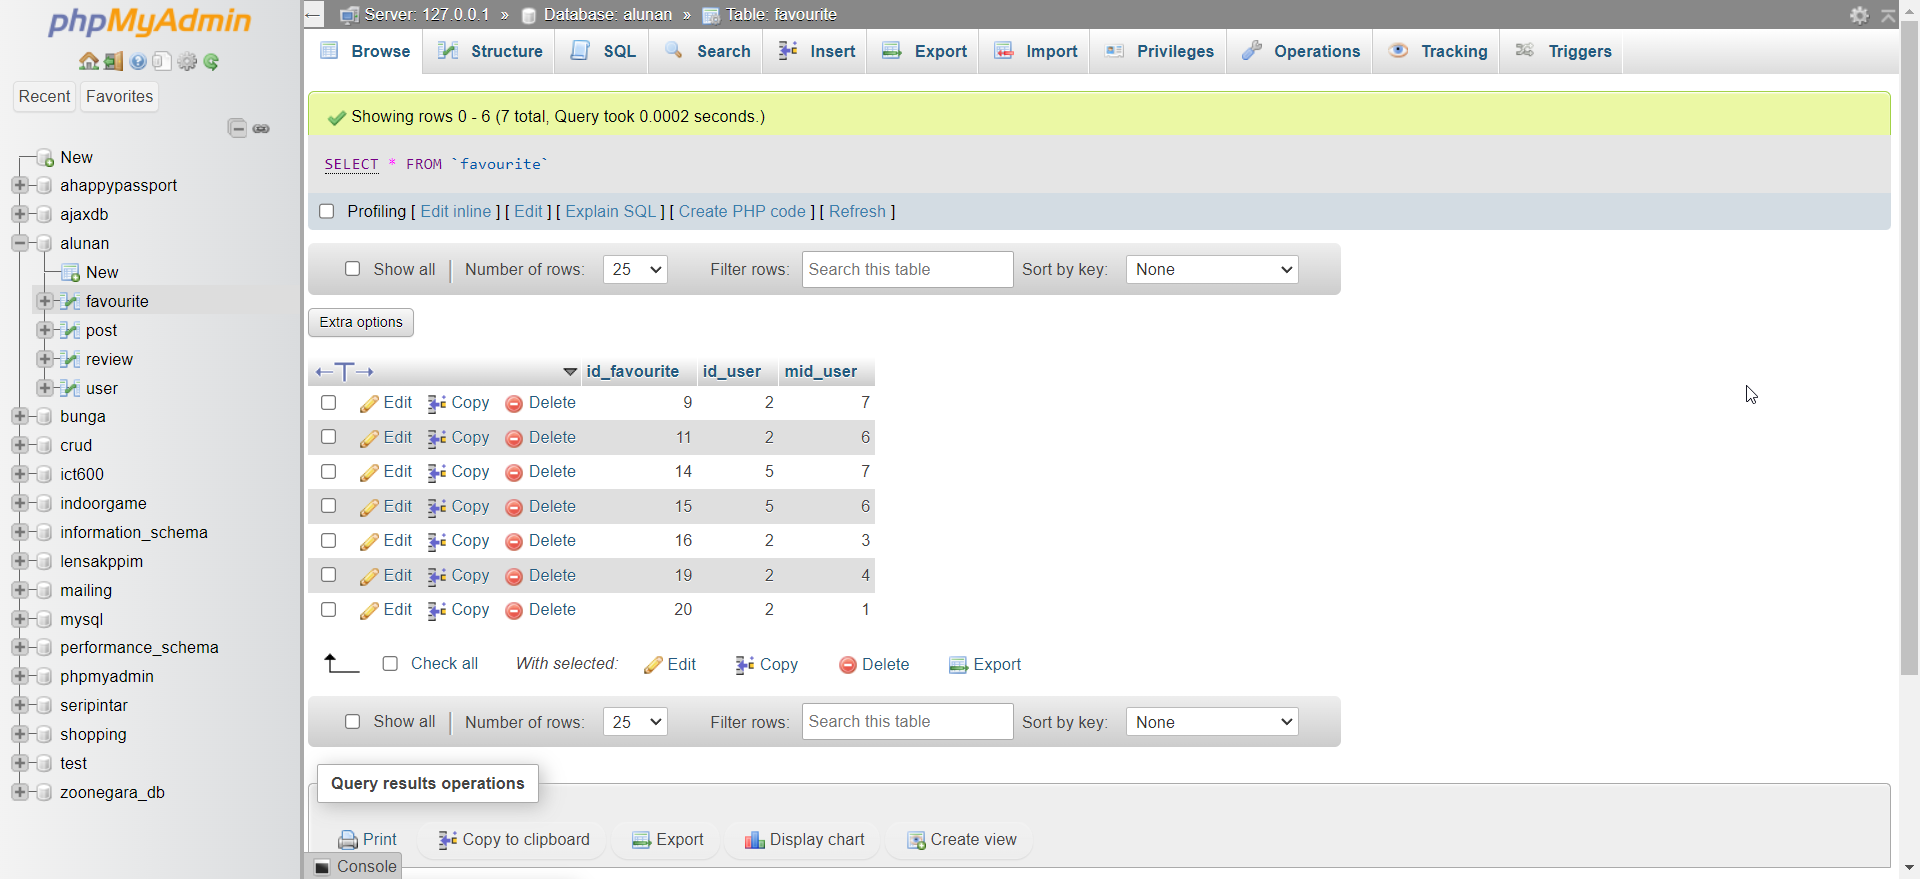 phpMyAdmin
Recent Favorites
New
ahappypassport
ajaxdb
alunan
New
favourite
post
review
user
bunga
crud
ict600
indoorgame
information_schema
lensakppim
mailing
mysql
performance_schema
phpmyadmin
seripintar
shopping
test
zoonegara_db
Server: 127.0.0.1 » Database: alunan » Table: favourite
Browse Structure SQL Search Insert Export Import Privileges Operations Tracking Triggers
Showing rows 0 - 6 (7 total, Query took 0.0002 seconds.)
SELECT * FROM `favourite`
Profiling [ Edit inline ] [ Edit ] [ Explain SQL ] [ Create PHP code ] [ Refresh ]
Show all Number of rows: 25 Filter rows: Search this table Sort by key: None
Extra options
←T→ id_favourite id_user mid_user
Edit Copy Delete 9 2 7
Edit Copy Delete 11 2 6
Edit Copy Delete 14 5 7
Edit Copy Delete 15 5 6
Edit Copy Delete 16 2 3
Edit Copy Delete 19 2 4
Edit Copy Delete 20 2 1
Check all With selected: Edit Copy Delete Export
Show all Number of rows: 25 Filter rows: Search this table Sort by key: None
Query results operations
Print Copy to clipboard Export Display chart Create view
Console